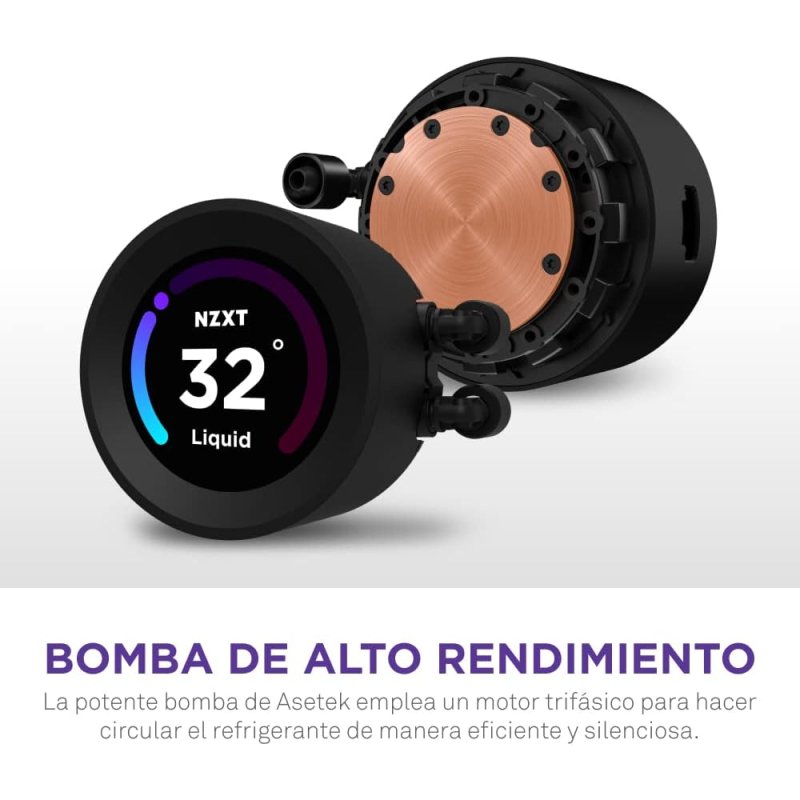 NZXT
32°
Liquid
BOMBA DE ALTO RENDIMIENTO
La potente bomba de Asetek emplea un motor trifásico para hacer
circular el refrigerante de manera eficiente y silenciosa.